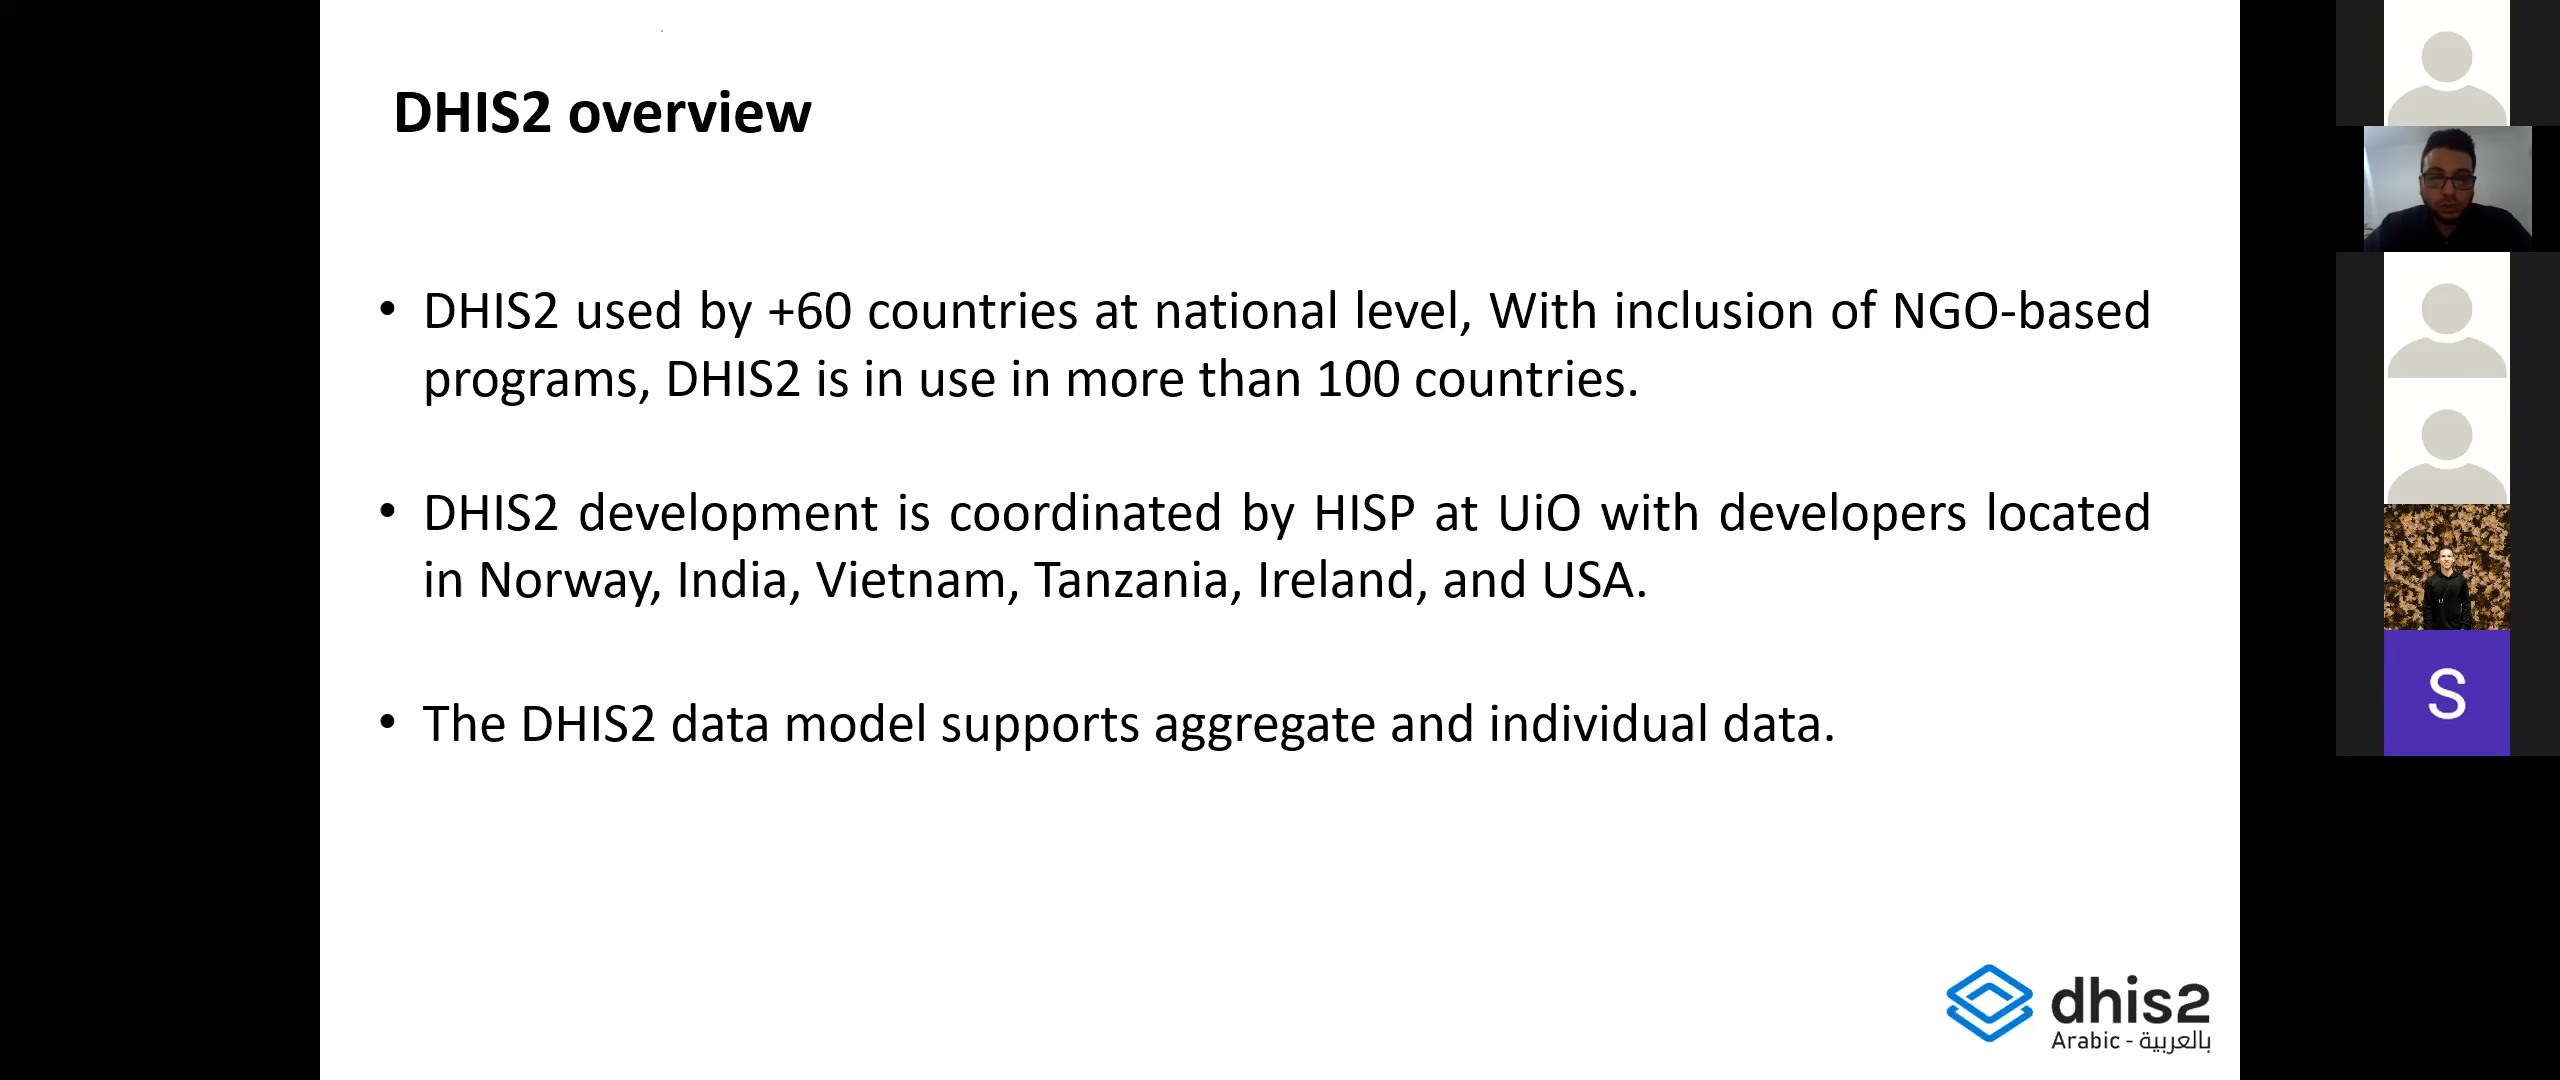 DHIS2 overview
• DHIS2 used by +60 countries at national level, With inclusion of NGO-based
programs, DHIS2 is in use in more than 100 countries.
• DHIS2 development is coordinated by HISP at UiO with developers located
in Norway, India, Vietnam, Tanzania, Ireland, and USA.
• The DHIS2 data model supports aggregate and individual data.
S
dhis2
Arabic - بالعربية